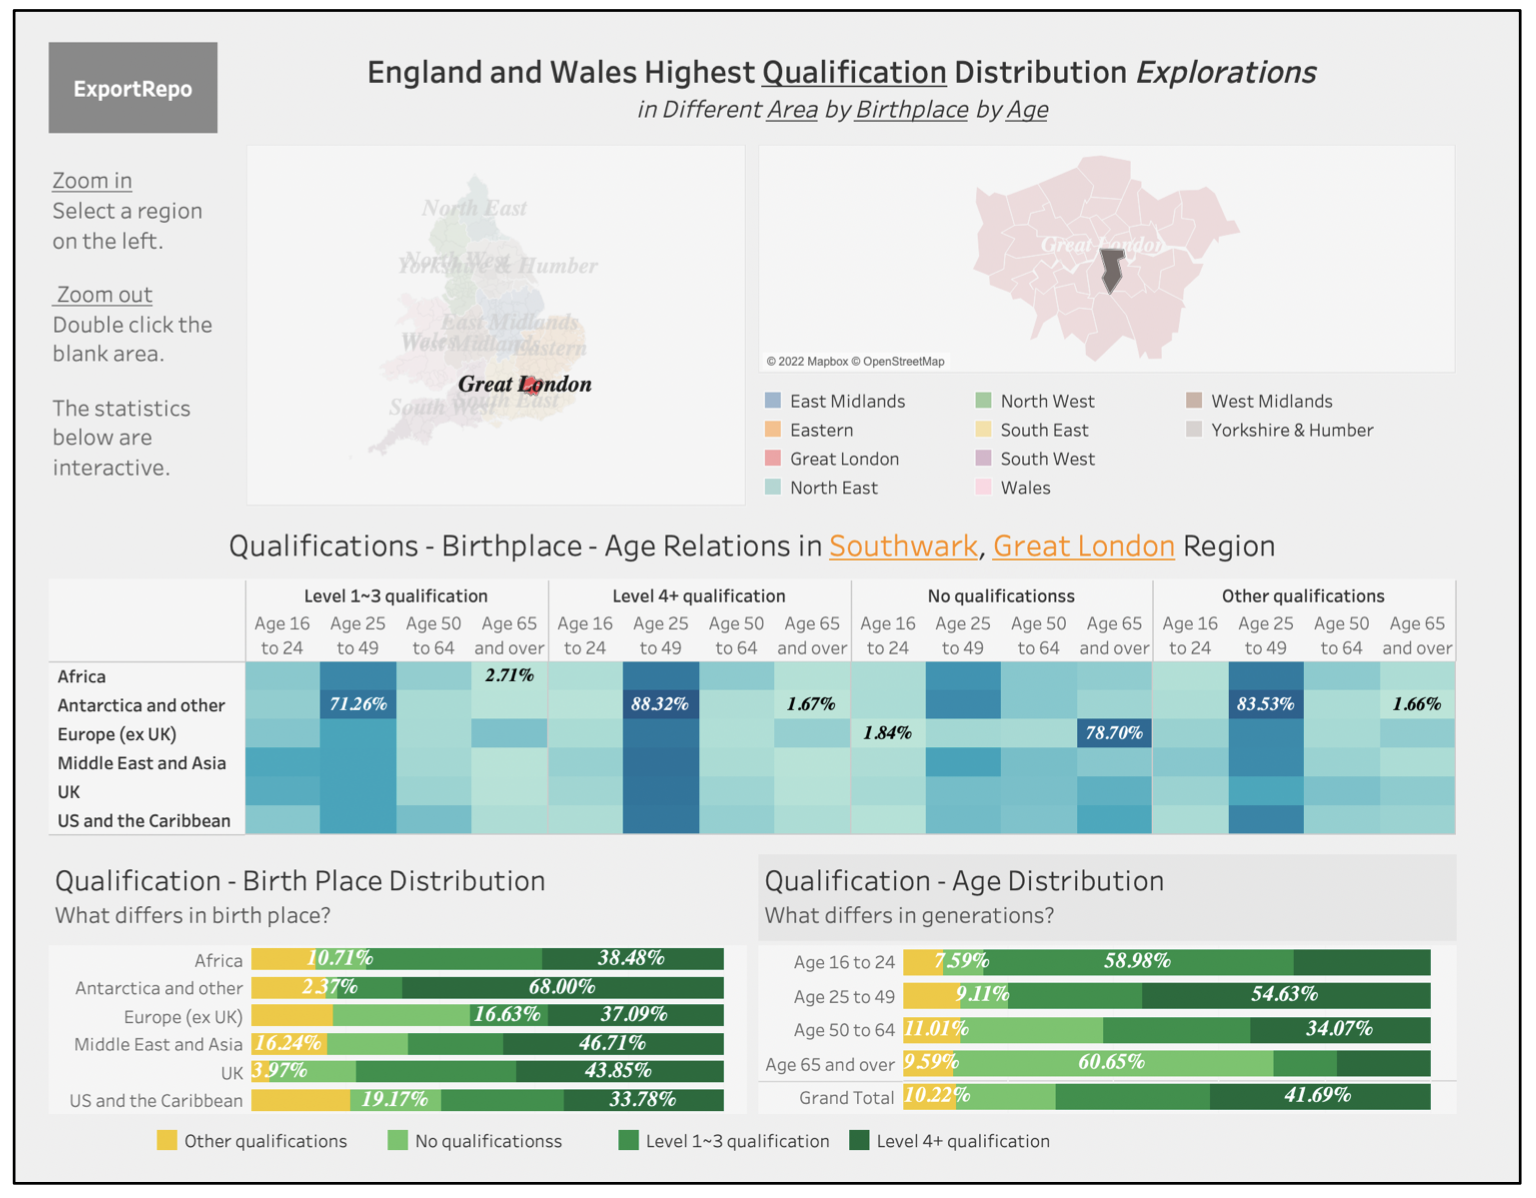 ExportRepo
England and Wales Highest Qualification Distribution Explorations
in Different Area by Birthplace by Age
Zoom in
Select a region
on the left.
Zoom out
Double click the
blank area.
The statistics
below are
interactive.
North East
North West
Yorkshire & Humber
East Midlands
Wales
West Midlands
Eastern
Great London
South West
South East
Great London
© 2022 Mapbox © OpenStreetMap
East Midlands North West West Midlands
Eastern South East Yorkshire & Humber
Great London South West
North East Wales
Qualifications - Birthplace - Age Relations in Southwark, Great London Region
Level 1~3 qualification Level 4+ qualification No qualificationss Other qualifications
Age 16 Age 25 Age 50 Age 65 Age 16 Age 25 Age 50 Age 65 Age 16 Age 25 Age 50 Age 65 Age 16 Age 25 Age 50 Age 65
to 24 to 49 to 64 and over to 24 to 49 to 64 and over to 24 to 49 to 64 and over to 24 to 49 to 64 and over
Africa 2.71%
Antarctica and other 71.26% 88.32% 1.67% 83.53% 1.66%
Europe (ex UK) 1.84% 78.70%
Middle East and Asia
UK
US and the Caribbean
Qualification - Birth Place Distribution
What differs in birth place?
Africa 10.71% 38.48%
Antarctica and other 2.37% 68.00%
Europe (ex UK) 16.63% 37.09%
Middle East and Asia 16.24% 46.71%
UK 3.97% 43.85%
US and the Caribbean 19.17% 33.78%
Qualification - Age Distribution
What differs in generations?
Age 16 to 24 7.59% 58.98%
Age 25 to 49 9.11% 54.63%
Age 50 to 64 11.01% 34.07%
Age 65 and over 9.59% 60.65%
Grand Total 10.22% 41.69%
Other qualifications No qualificationss Level 1~3 qualification Level 4+ qualification